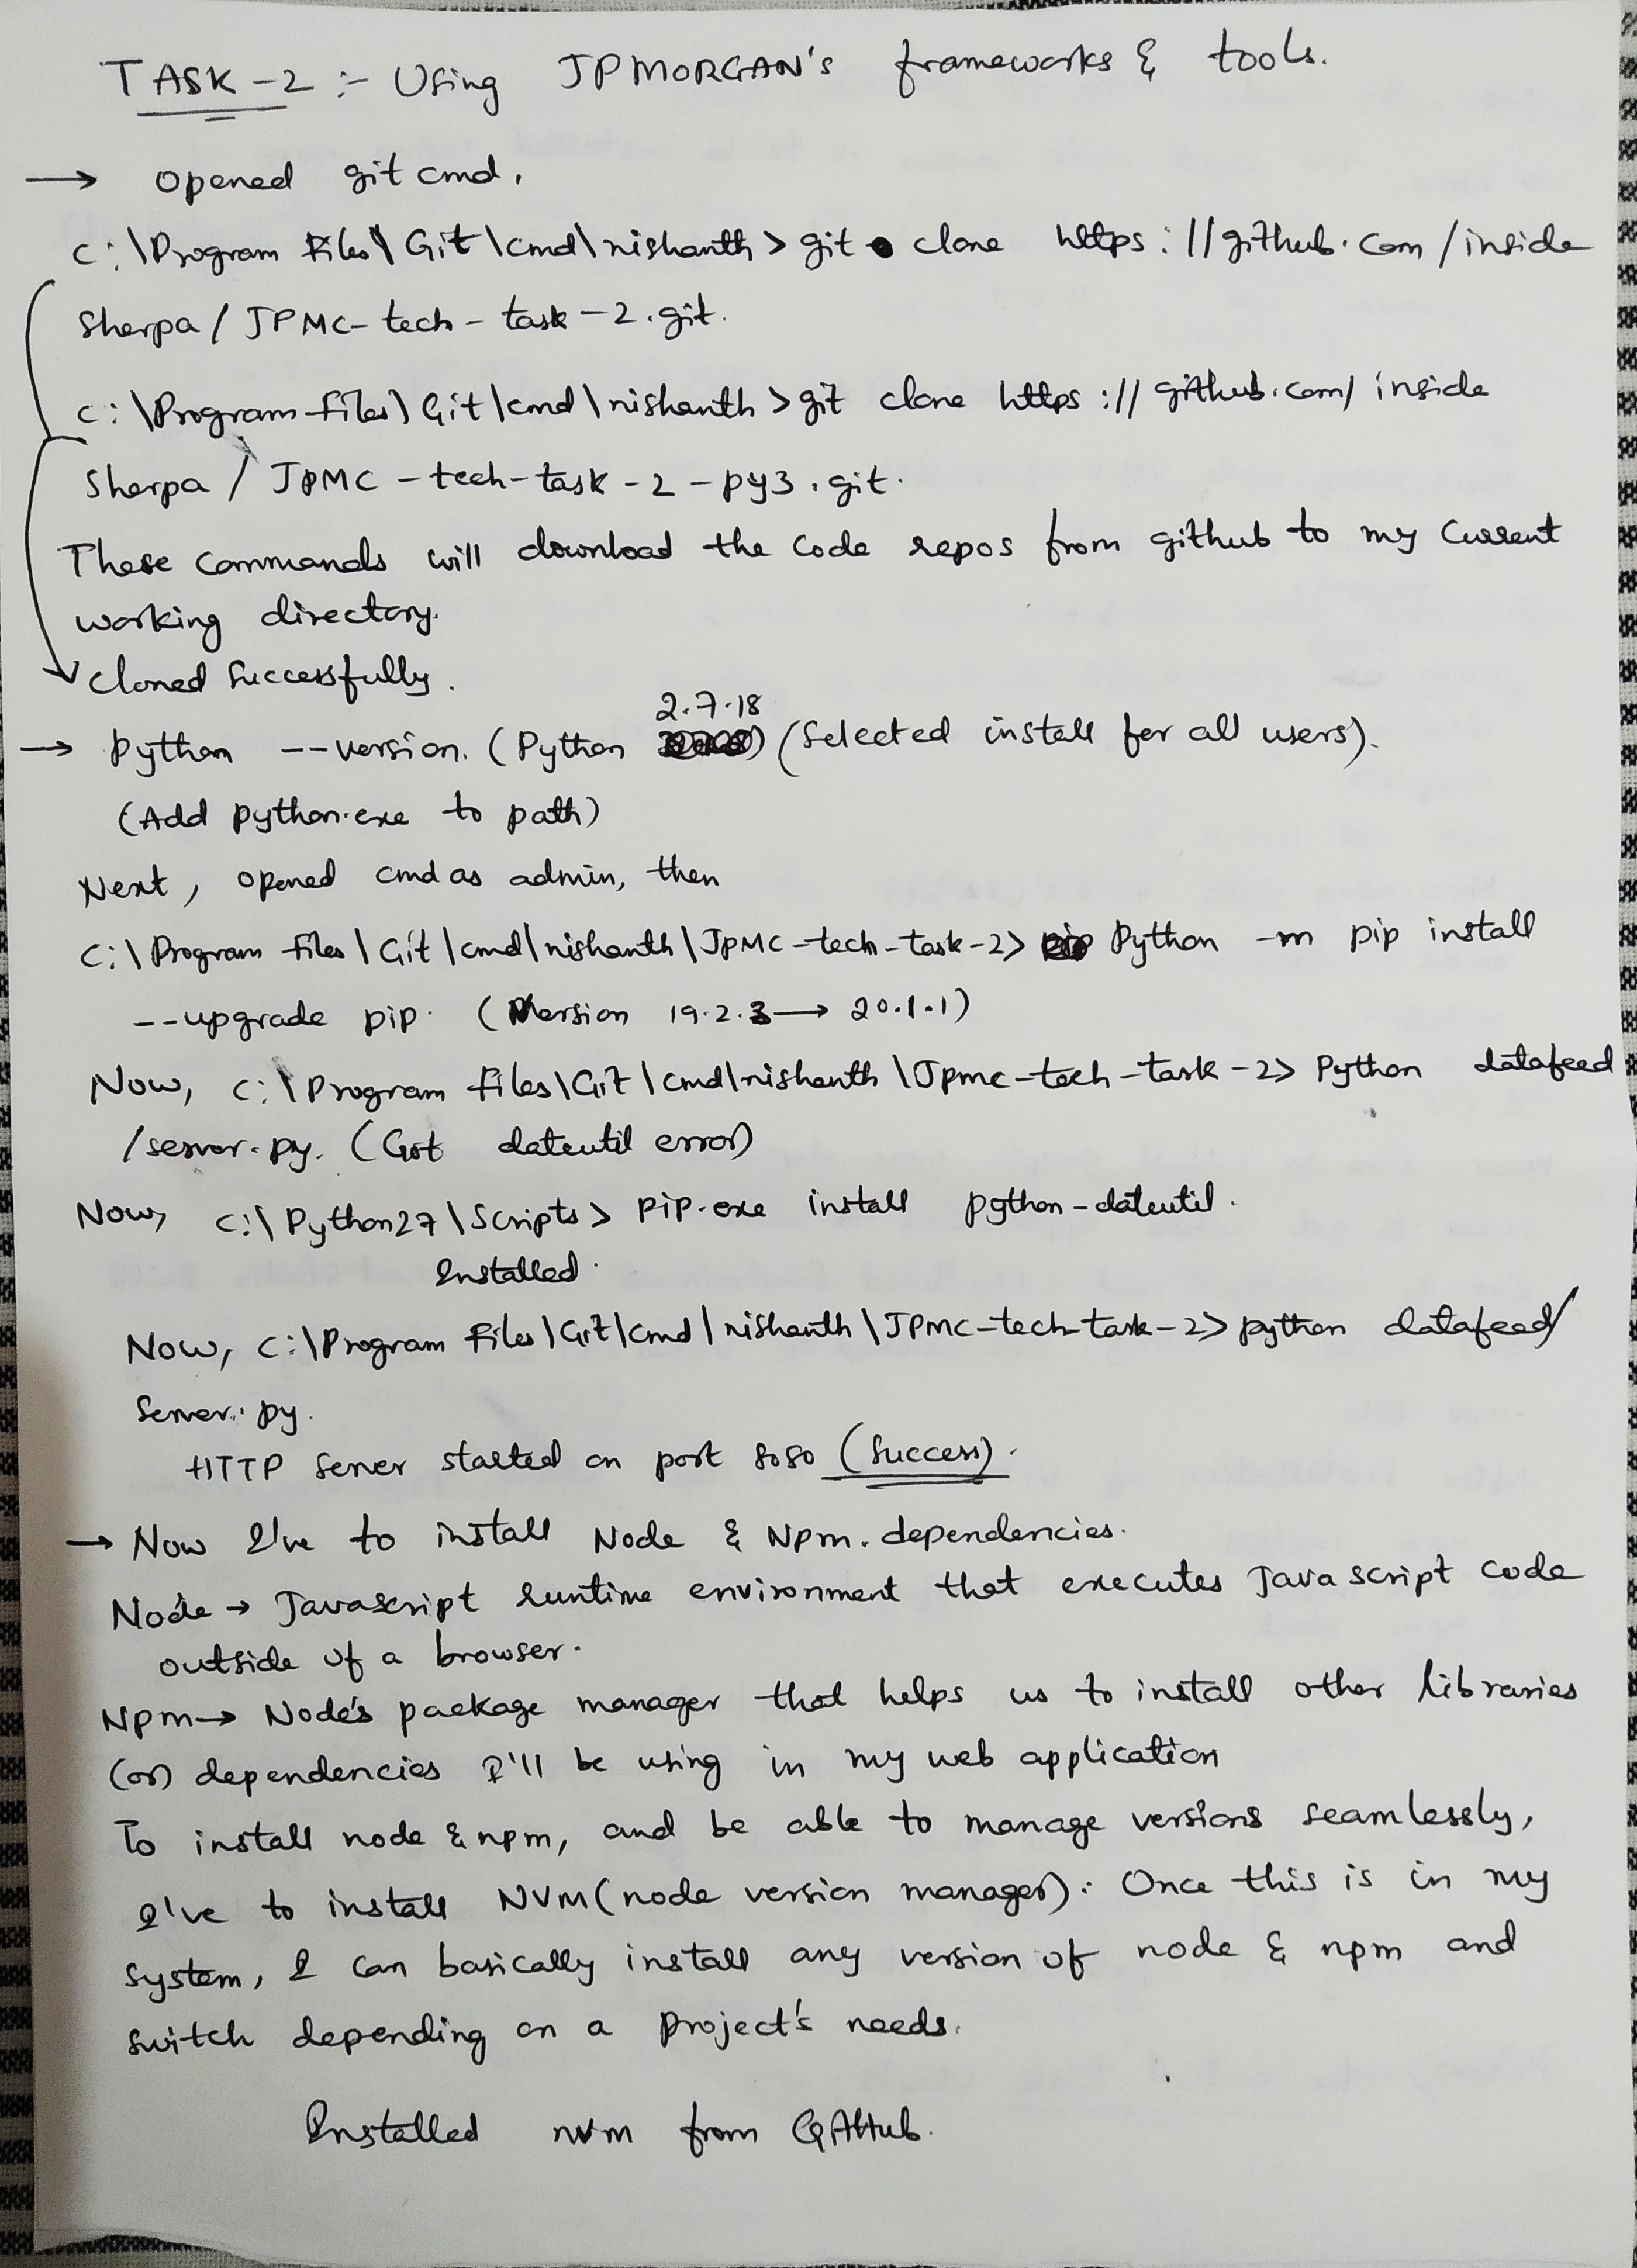 TASK-2 :- Using JPMORGAN's frameworks & tools.
→ opened git cmd.
C:\Program Files\Git\cmd\nishanth > git clone https://github.com/inside
Sherpa/JPMC-tech-task-2.git.
C:\Program files\Git\cmd\nishanth > git clone https://github.com/inside
Sherpa/JPMC-tech-task-2-py3.git.
These commands will download the code repos from github to my current
working directory.
Cloned Successfully.
2.7.18
→ Python --version. (Python ) (Selected install for all users).
(Add python.exe to path)
Next, opened cmd as admin, then
C:\Program files\Git\cmd\nishanth\JPMC-tech-task-2> Python -m pip install
--upgrade pip. (Version 19.2.3 → 20.1.1)
Now, C:\Program files\Git\cmd\nishanth\Jpmc-tech-task-2> Python datafeed
/server.py. (Got dateutil error)
Now, C:\Python27\Scripts> pip.exe install python-dateutil.
Installed.
Now, C:\Program Files\Git\cmd\nishanth\JPMC-tech-task-2> python datafeed/
Server.py.
HTTP Server started on port 8080 (Success).
→ Now I've to install Node & Npm. dependencies.
Node → Javascript runtime environment that executes Javascript code
outside of a browser.
Npm → Node's package manager that helps us to install other libraries
(or) dependencies I'll be using in my web application
To install node & npm, and be able to manage versions seamlessly,
I've to install NVM (node version manager). Once this is in my
system, I can basically install any version of node & npm and
switch depending on a project's needs.
Installed nvm from GitHub.